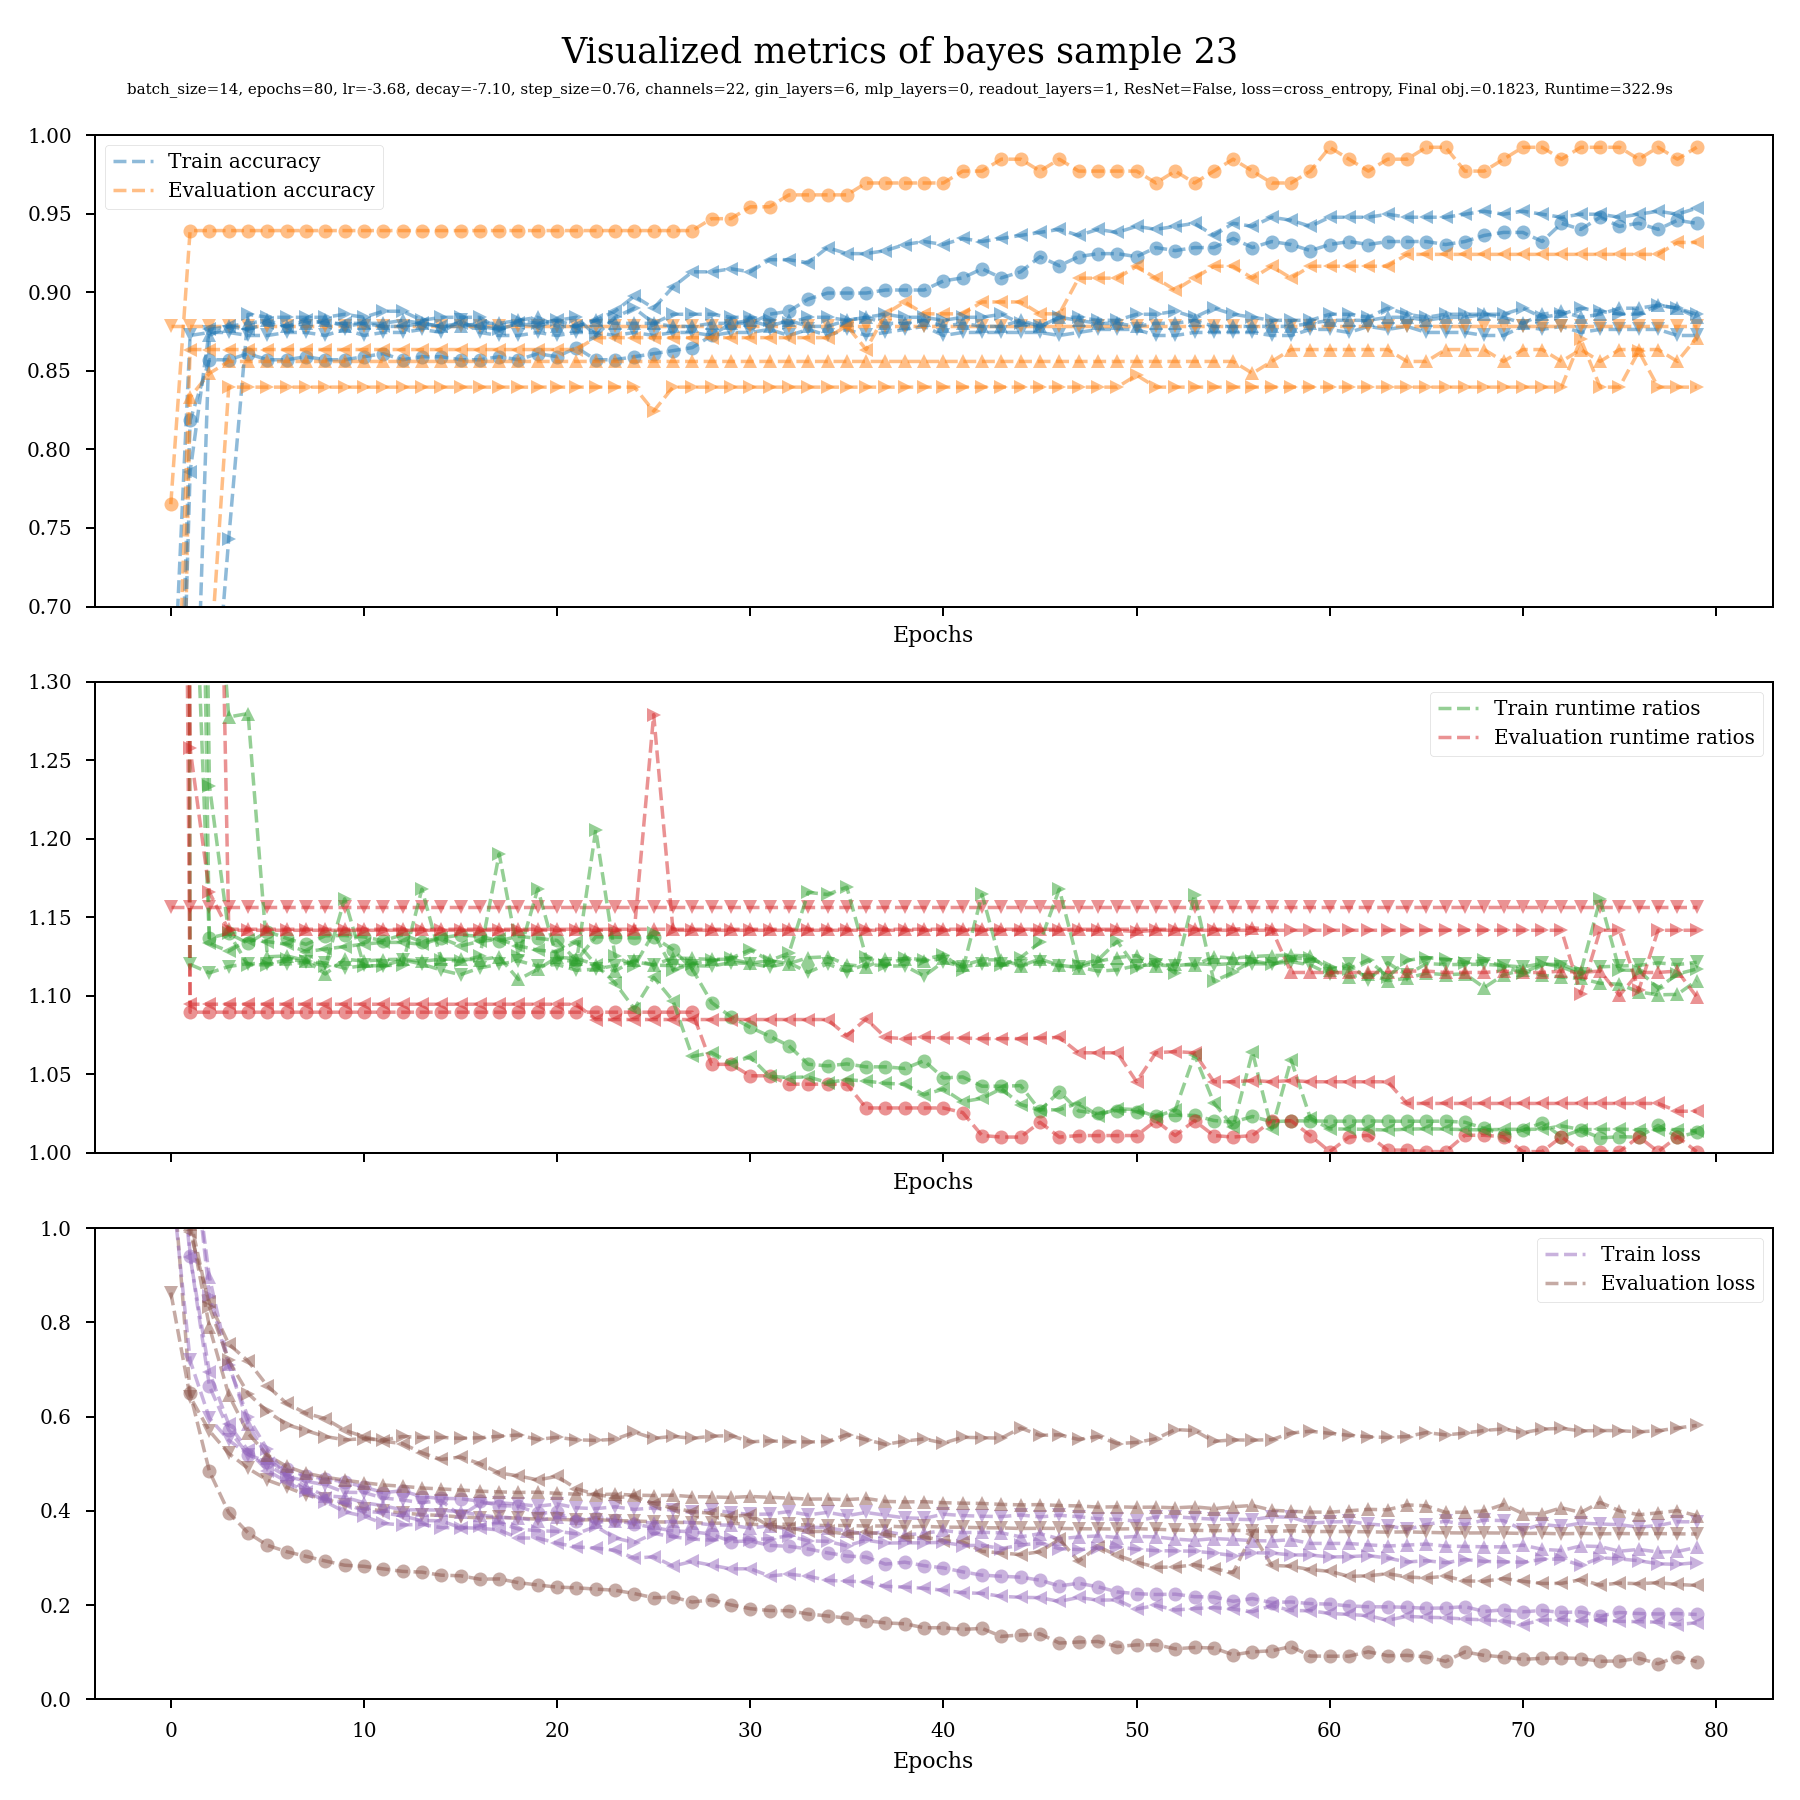 Visualized metrics of bayes sample 23
batch_size=14, epochs=80, lr=-3.68, decay=-7.10, step_size=0.76, channels=22, gin_layers=6, mlp_layers=0, readout_layers=1, ResNet=False, loss=cross_entropy, Final obj.=0.1823, Runtime=322.9s
1.00
0.95
0.90
0.85
0.80
0.75
0.70
Train accuracy
Evaluation accuracy
Epochs
1.30
1.25
1.20
1.15
1.10
1.05
1.00
Train runtime ratios
Evaluation runtime ratios
Epochs
1.0
0.8
0.6
0.4
0.2
0.0
Train loss
Evaluation loss
0 10 20 30 40 50 60 70 80
Epochs